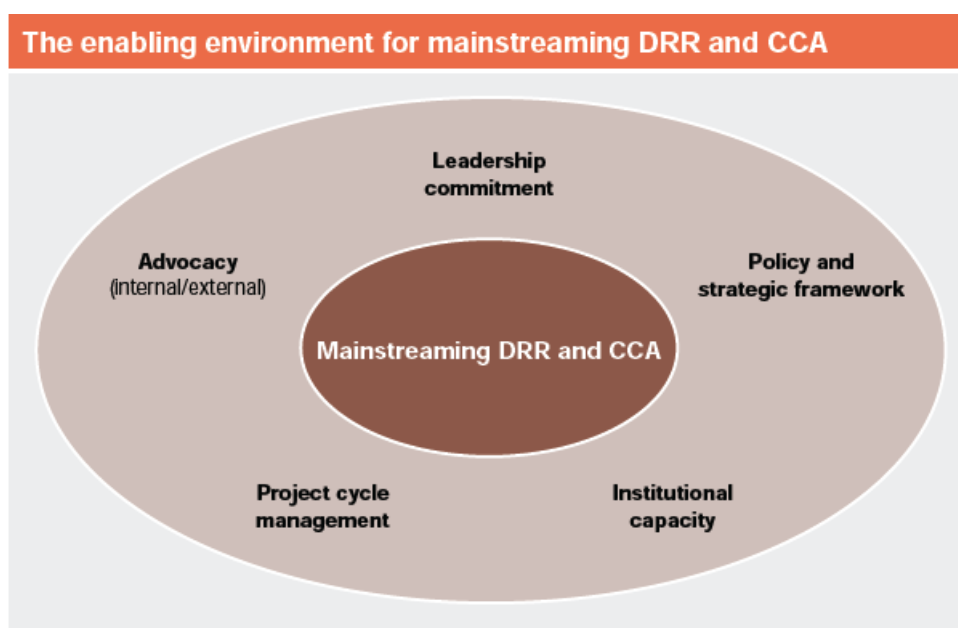 The enabling environment for mainstreaming DRR and CCA
Leadership
commitment
Advocacy
(internal/external)
Policy and
strategic framework
Mainstreaming DRR and CCA
Project cycle
management
Institutional
capacity